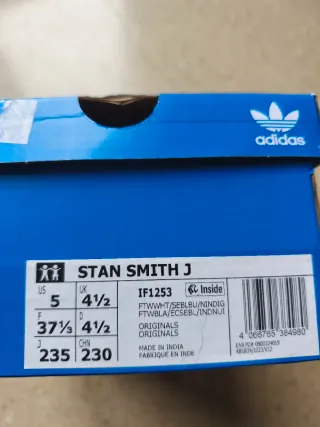 adidas
STAN SMITH J
US 5 UK 4½
F 37⅓ D 4½
J 235 CHN 230
IF1253 Inside
FTWWHT/SEBLBU/NINDIG
FTWBLA/ECSEBL/INDNUI
ORIGINALS
ORIGINALS
MADE IN INDIA
FABRIQUE EN INDE
4 066765 384980